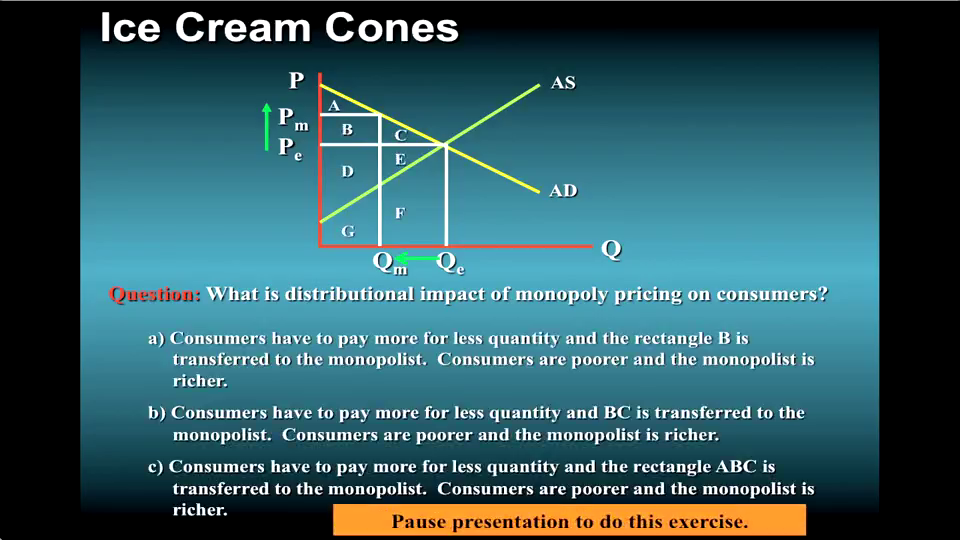 Ice Cream Cones
P
AS
A
Pm
B
C
Pe
E
D
AD
F
G
Q
Qm
Qe
Question: What is distributional impact of monopoly pricing on consumers?
a) Consumers have to pay more for less quantity and the rectangle B is
transferred to the monopolist. Consumers are poorer and the monopolist is
richer.
b) Consumers have to pay more for less quantity and BC is transferred to the
monopolist. Consumers are poorer and the monopolist is richer.
c) Consumers have to pay more for less quantity and the rectangle ABC is
transferred to the monopolist. Consumers are poorer and the monopolist is
richer.
Pause presentation to do this exercise.